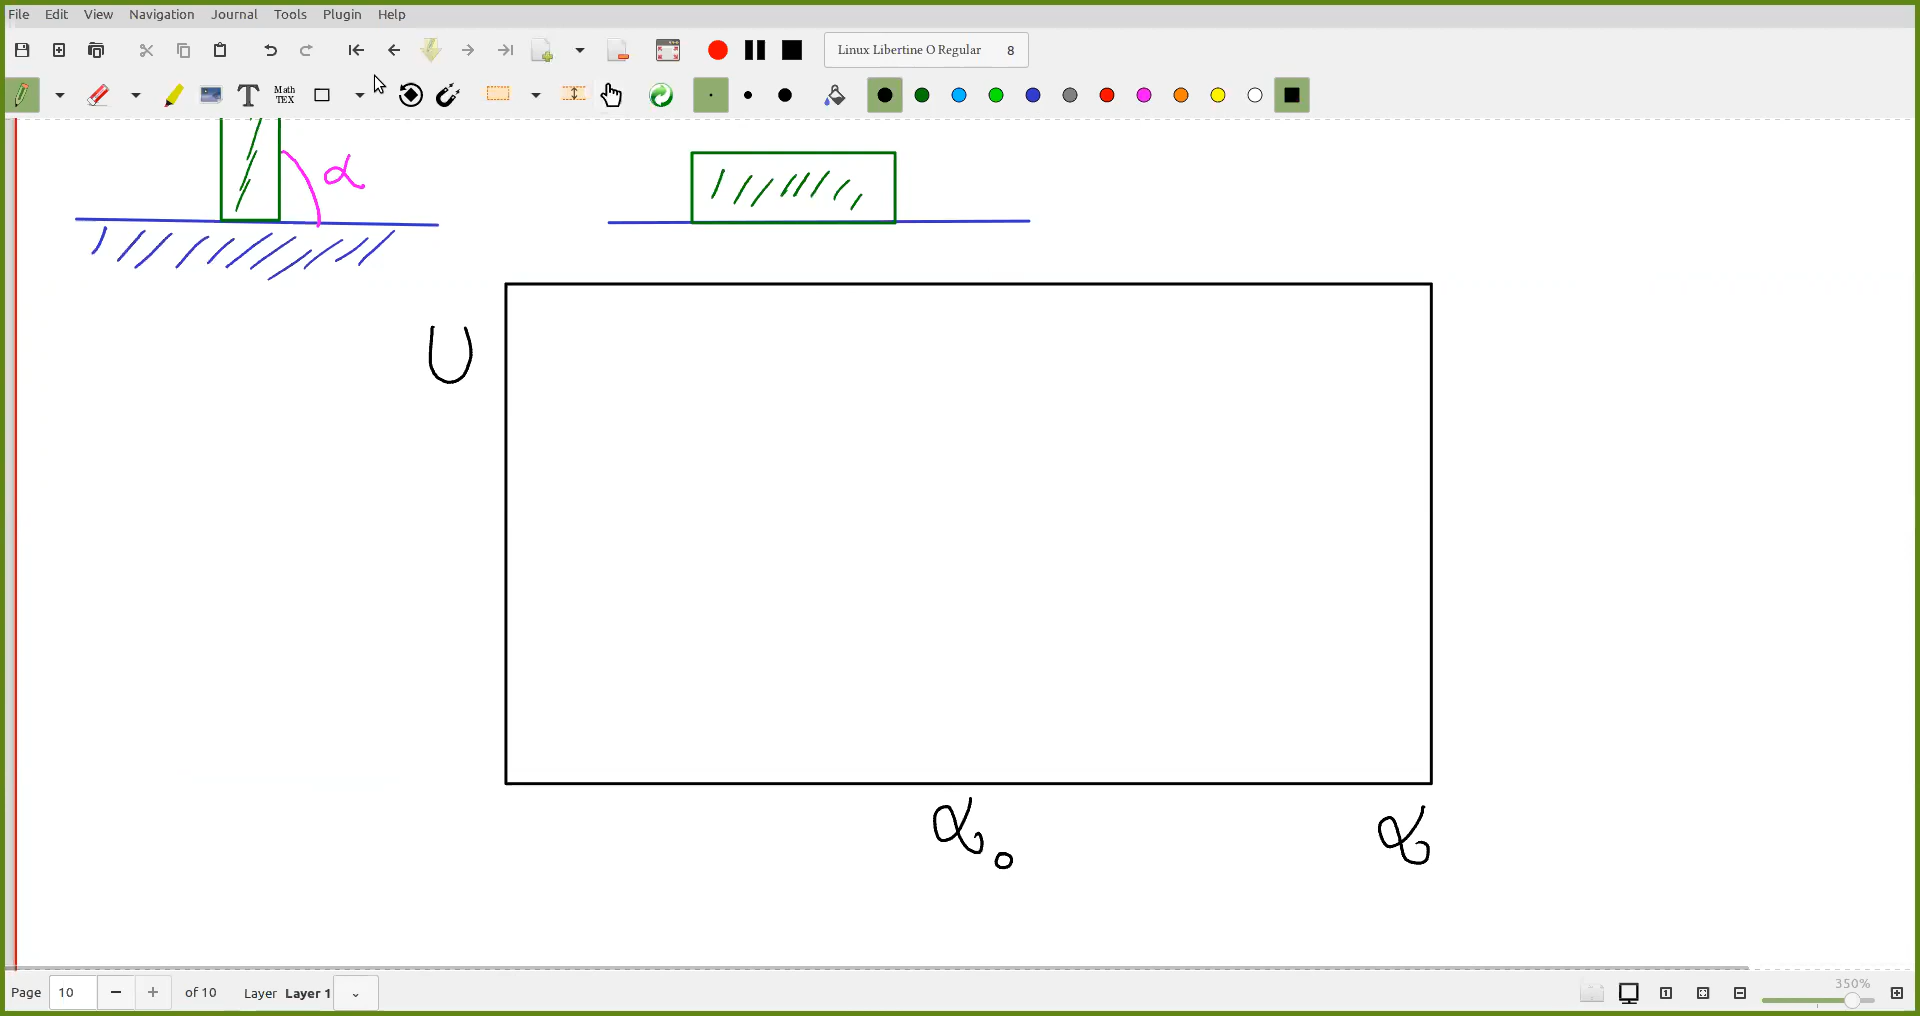 File Edit View Navigation Journal Tools Plugin Help
Linux Libertine O Regular 8
T Math TEX
α
U
α₀
α
Page 10 of 10 Layer Layer 1 350%